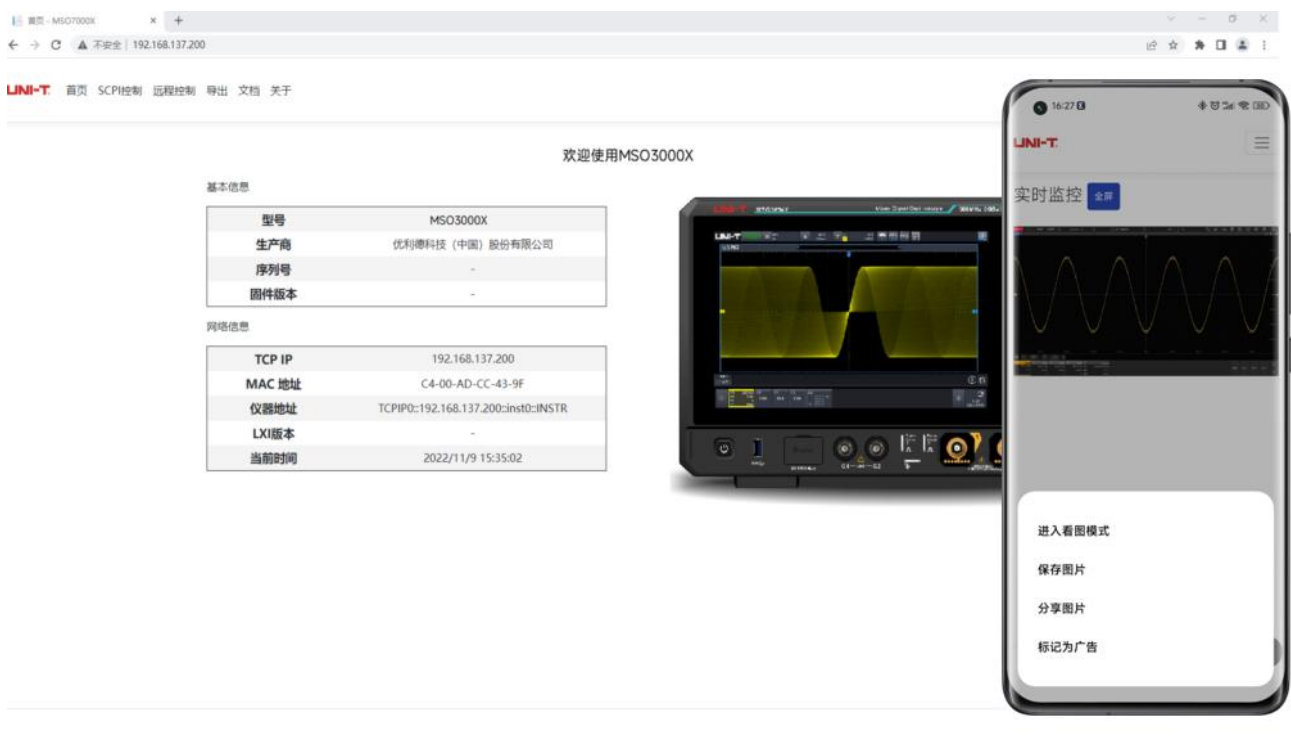 首页 - MSO7000X
不安全 | 192.168.137.200
UNI-T 首页 SCPI控制 远程控制 导出 文档 关于
欢迎使用MSO3000X
基本信息
型号 MSO3000X
生产商 优利德科技（中国）股份有限公司
序列号 -
固件版本 -
网络信息
TCP IP 192.168.137.200
MAC 地址 C4-00-AD-CC-43-9F
仪器地址 TCPIP0::192.168.137.200::inst0::INSTR
LXI版本 -
当前时间 2022/11/9 15:35:02
UNI-T
UNI-T
16:27
UNI-T
实时监控 全屏
进入看图模式
保存图片
分享图片
标记为广告